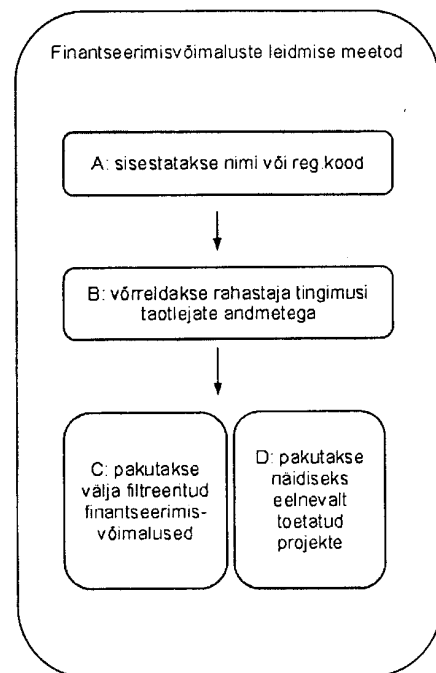 Finantseerimisvõimaluste leidmise meetod
A: sisestatakse nimi või reg.kood
B: võrreldakse rahastaja tingimusi
taotlejate andmetega
C: pakutakse
välja filtreeritud
finantseerimis-
võimalused
D: pakutakse
näidiseks
eelnevalt
toetatud
projekte